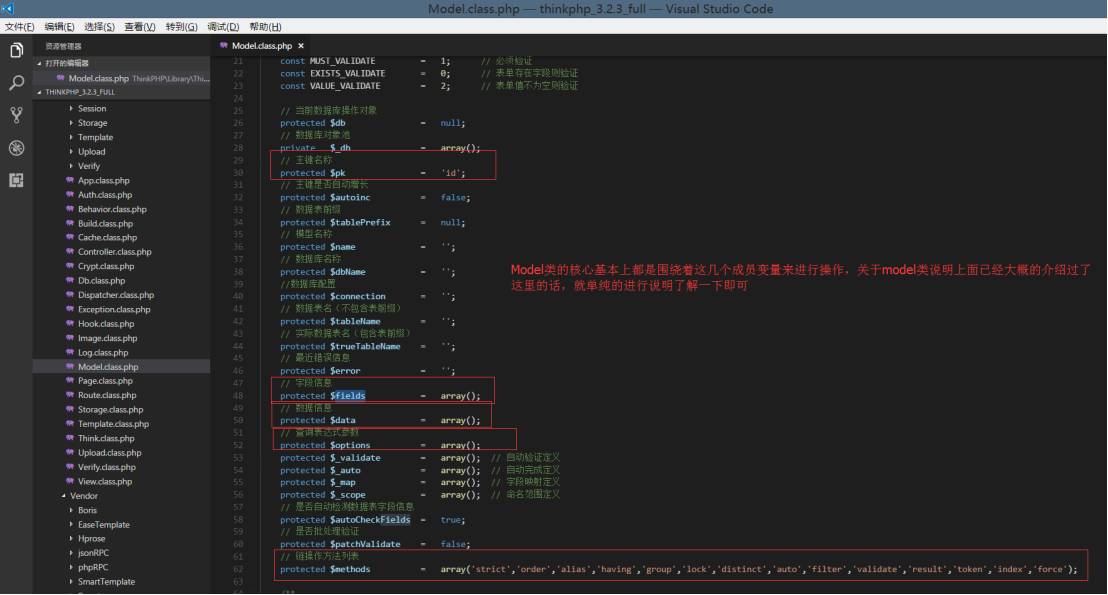 Model.class.php — thinkphp_3.2.3_full — Visual Studio Code
文件(F) 编辑(E) 选择(S) 查看(V) 转到(G) 调试(D) 帮助(H)
资源管理器
打开的编辑器
Model.class.php ThinkPHP\Library\Thi...
THINKPHP_3.2.3_FULL
Session
Storage
Template
Upload
Verify
App.class.php
Auth.class.php
Behavior.class.php
Build.class.php
Cache.class.php
Controller.class.php
Crypt.class.php
Db.class.php
Dispatcher.class.php
Exception.class.php
Hook.class.php
Image.class.php
Log.class.php
Model.class.php
Page.class.php
Route.class.php
Storage.class.php
Template.class.php
Think.class.php
Upload.class.php
Verify.class.php
View.class.php
Vendor
Boris
EaseTemplate
Hprose
jsonRPC
phpRPC
SmartTemplate
Model.class.php ×
21 const MUST_VALIDATE = 1; // 必须验证
22 const EXISTS_VALIDATE = 0; // 表单存在字段则验证
23 const VALUE_VALIDATE = 2; // 表单值不为空则验证
24
25 // 当前数据库操作对象
26 protected $db = null;
27 // 数据库对象池
28 private $_db = array();
29 // 主键名称
30 protected $pk = 'id';
31 // 主键是否自动增长
32 protected $autoinc = false;
33 // 数据表前缀
34 protected $tablePrefix = null;
35 // 模型名称
36 protected $name = '';
37 // 数据库名称
38 protected $dbName = '';
39 //数据库配置
40 protected $connection = '';
41 // 数据表名（不包含表前缀）
42 protected $tableName = '';
43 // 实际数据表名（包含表前缀）
44 protected $trueTableName = '';
45 // 最近错误信息
46 protected $error = '';
47 // 字段信息
48 protected $fields = array();
49 // 数据信息
50 protected $data = array();
51 // 查询表达式参数
52 protected $options = array();
53 protected $_validate = array(); // 自动验证定义
54 protected $_auto = array(); // 自动完成定义
55 protected $_map = array(); // 字段映射定义
56 protected $_scope = array(); // 命名范围定义
57 // 是否自动检测数据表字段信息
58 protected $autoCheckFields = true;
59 // 是否批处理验证
60 protected $patchValidate = false;
61 // 链操作方法列表
62 protected $methods = array('strict','order','alias','having','group','lock','distinct','auto','filter','validate','result','token','index','force');
63
64 /**
Model类的核心基本上都是围绕着这几个成员变量来进行操作，关于model类说明上面已经大概的介绍过了
这里的话，就单纯的进行说明了解一下即可